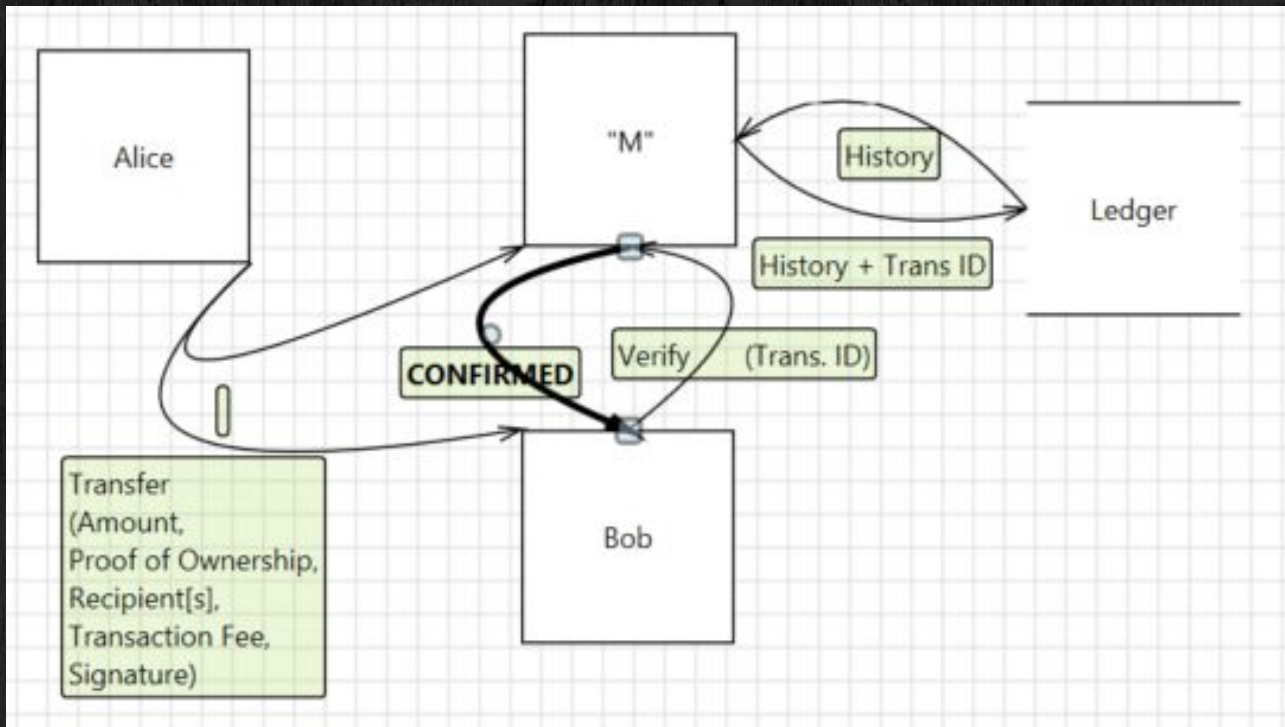 Alice
"M"
History
Ledger
History + Trans ID
CONFIRMED
Verify (Trans. ID)
Transfer
(Amount,
Proof of Ownership,
Recipient[s],
Transaction Fee,
Signature)
Bob